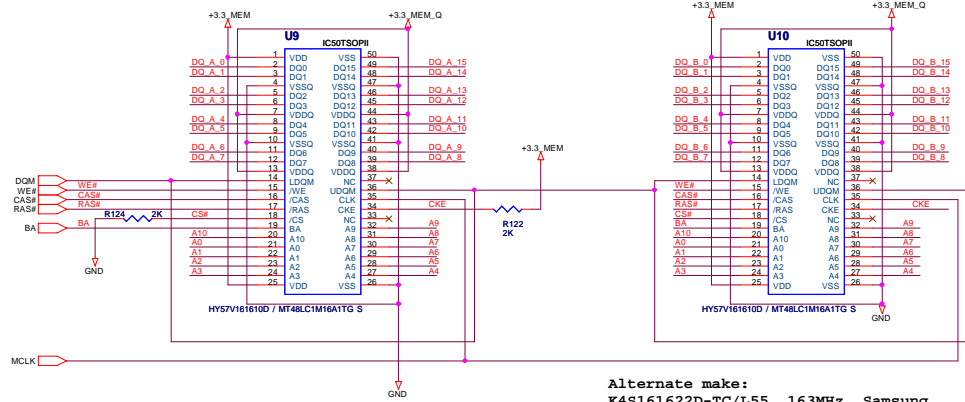 +3.3_MEM +3.3_MEM_Q +3.3_MEM +3.3_MEM_Q
U9 U10
IC50TSOPII IC50TSOPII
1 VDD VSS 50 1 VDD VSS 50
DQ_A_0 2 DQ0 DQ15 49 DQ_A_15 DQ_B_0 2 DQ0 DQ15 49 DQ_B_15
DQ_A_1 3 DQ1 DQ14 48 DQ_A_14 DQ_B_1 3 DQ1 DQ14 48 DQ_B_14
4 VSSQ VSSQ 47 4 VSSQ VSSQ 47
DQ_A_2 5 DQ2 DQ13 46 DQ_A_13 DQ_B_2 5 DQ2 DQ13 46 DQ_B_13
DQ_A_3 6 DQ3 DQ12 45 DQ_A_12 DQ_B_3 6 DQ3 DQ12 45 DQ_B_12
7 VDDQ VDDQ 44 7 VDDQ VDDQ 44
DQ_A_4 8 DQ4 DQ11 43 DQ_A_11 DQ_B_4 8 DQ4 DQ11 43 DQ_B_11
DQ_A_5 9 DQ5 DQ10 42 DQ_A_10 DQ_B_5 9 DQ5 DQ10 42 DQ_B_10
10 VSSQ VSSQ 41 10 VSSQ VSSQ 41
DQ_A_6 11 DQ6 DQ9 40 DQ_A_9 +3.3_MEM DQ_B_6 11 DQ6 DQ9 40 DQ_B_9
DQ_A_7 12 DQ7 DQ8 39 DQ_A_8 DQ_B_7 12 DQ7 DQ8 39 DQ_B_8
13 VDDQ VDDQ 38 13 VDDQ VDDQ 38
DQM 14 LDQM NC 37 14 LDQM NC 37
WE# WE# 15 /WE UDQM 36 WE# 15 /WE UDQM 36
CAS# CAS# 16 /CAS CLK 35 CAS# 16 /CAS CLK 35
RAS# RAS# 17 /RAS CKE 34 CKE RAS# 17 /RAS CKE 34 CKE
R124 2K CS# 18 /CS NC 33 CS# 18 /CS NC 33
BA BA 19 BA A9 32 A9 R122 BA 19 BA A9 32 A9
2K
A10 20 A10 A8 31 A8 A10 20 A10 A8 31 A8
A0 21 A0 A7 30 A7 A0 21 A0 A7 30 A7
A1 22 A1 A6 29 A6 A1 22 A1 A6 29 A6
A2 23 A2 A5 28 A5 A2 23 A2 A5 28 A5
A3 24 A3 A4 27 A4 A3 24 A3 A4 27 A4
GND
25 VDD VSS 26 25 VDD VSS 26
HY57V161610D / MT48LC1M16A1TG S HY57V161610D / MT48LC1M16A1TG S
GND
MCLK
GND
Alternate make:
K4S161622D-TC/L55 163MHz Samsung